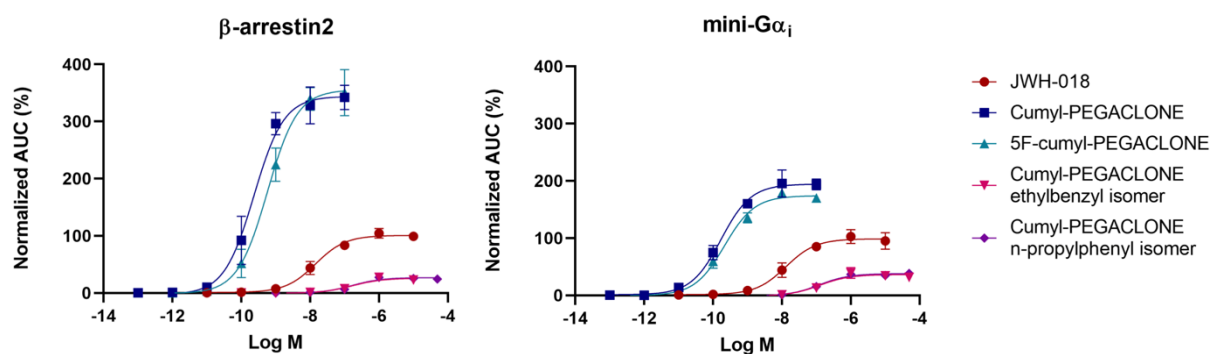 β-arrestin2
Normalized AUC (%)
400
300
200
100
0
-14
-12
-10
-8
-6
-4
Log M
mini-Gαi
Normalized AUC (%)
400
300
200
100
0
-14
-12
-10
-8
-6
-4
Log M
JWH-018
Cumyl-PEGACLONE
5F-cumyl-PEGACLONE
Cumyl-PEGACLONE
ethylbenzyl isomer
Cumyl-PEGACLONE
n-propylphenyl isomer